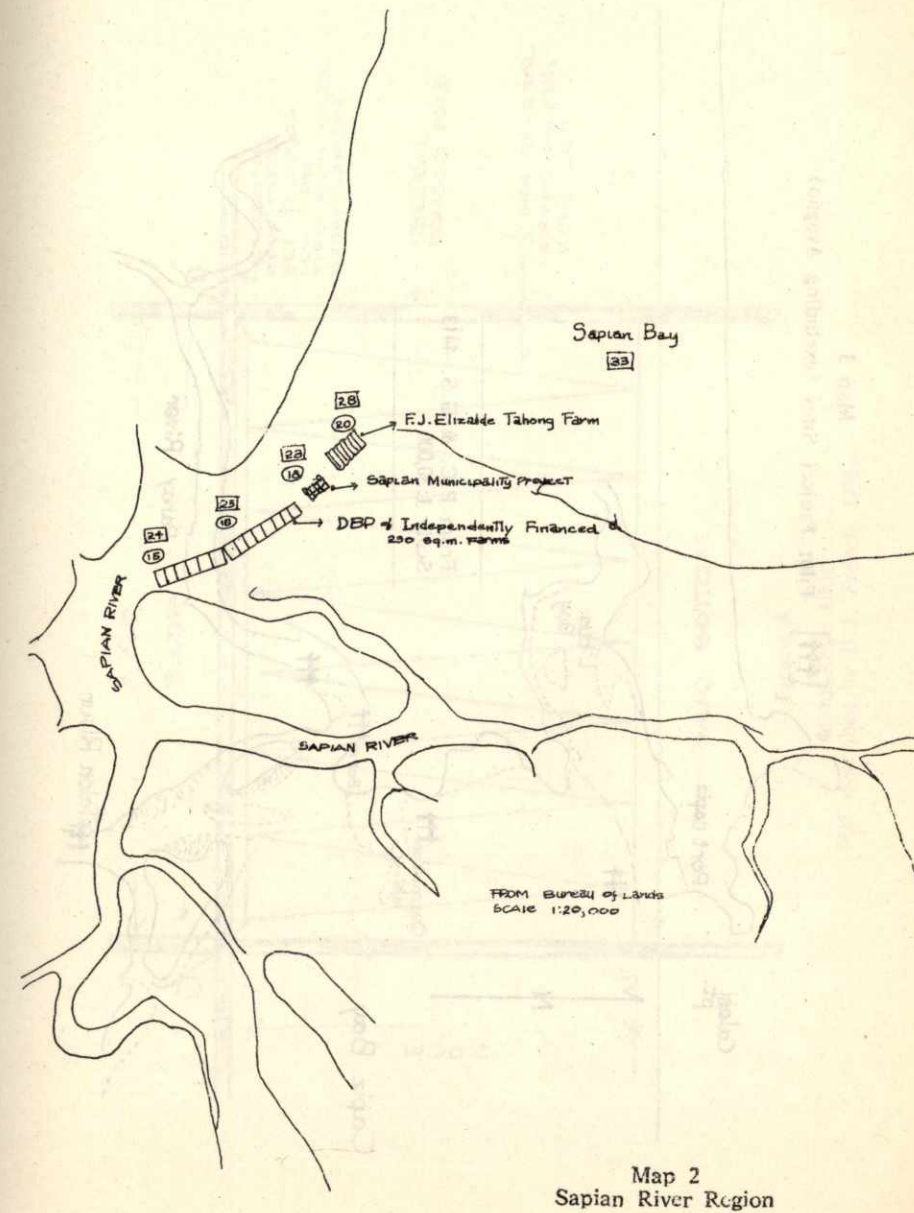 Sapian Bay
33
28
20
F.J. Elizalde Tahong Farm
23
18
Sapian Municipality Project
25
18
DBP & Independently Financed
250 sq.m. Farms
24
15
SAPIAN RIVER
SAPIAN RIVER
FROM Bureau of Lands
SCALE 1:20,000
Map 2
Sapian River Region